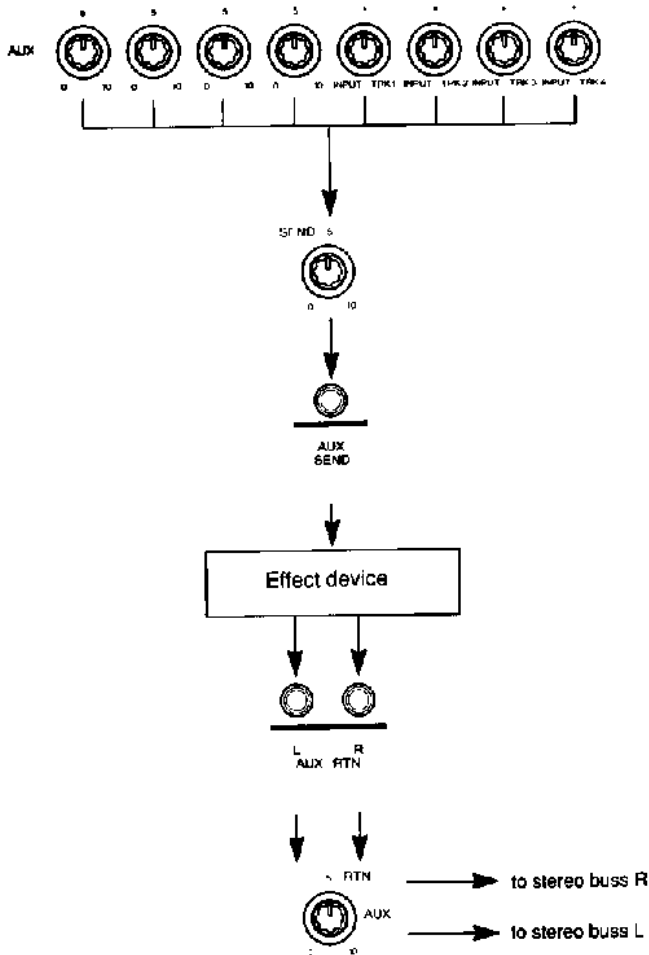 5 5 5
AUX
0 10 0 10 0 10 0 10 INPUT TRK1 INPUT TRK2 INPUT TRK3 INPUT TRK4
SEND 5
0 10
AUX
SEND
Effect device
L R
AUX RTN
5 RTN
to stereo buss R
AUX
to stereo buss L
0 10